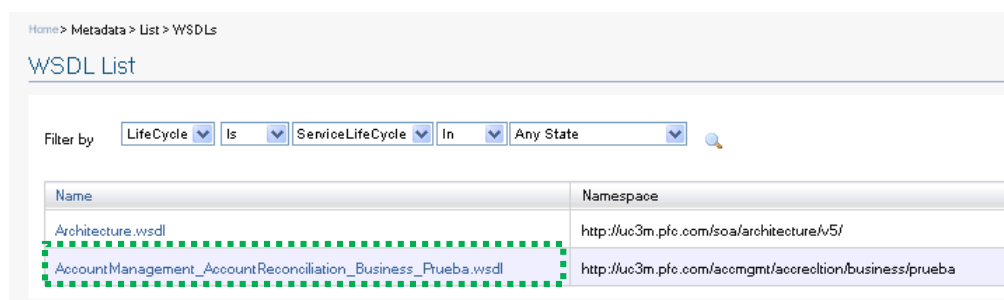 Home > Metadata > List > WSDLs
WSDL List
Filter by LifeCycle Is ServiceLifeCycle In Any State
Name Namespace
Architecture.wsdl http://uc3m.pfc.com/soa/architecture/v5/
AccountManagement_AccountReconciliation_Business_Prueba.wsdl http://uc3m.pfc.com/accmgmt/accrecltion/business/prueba